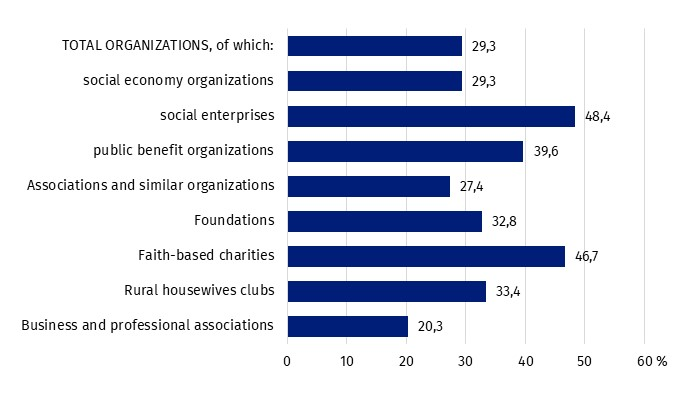 TOTAL ORGANIZATIONS, of which: 29,3
social economy organizations 29,3
social enterprises 48,4
public benefit organizations 39,6
Associations and similar organizations 27,4
Foundations 32,8
Faith-based charities 46,7
Rural housewives clubs 33,4
Business and professional associations 20,3
0 10 20 30 40 50 60 %